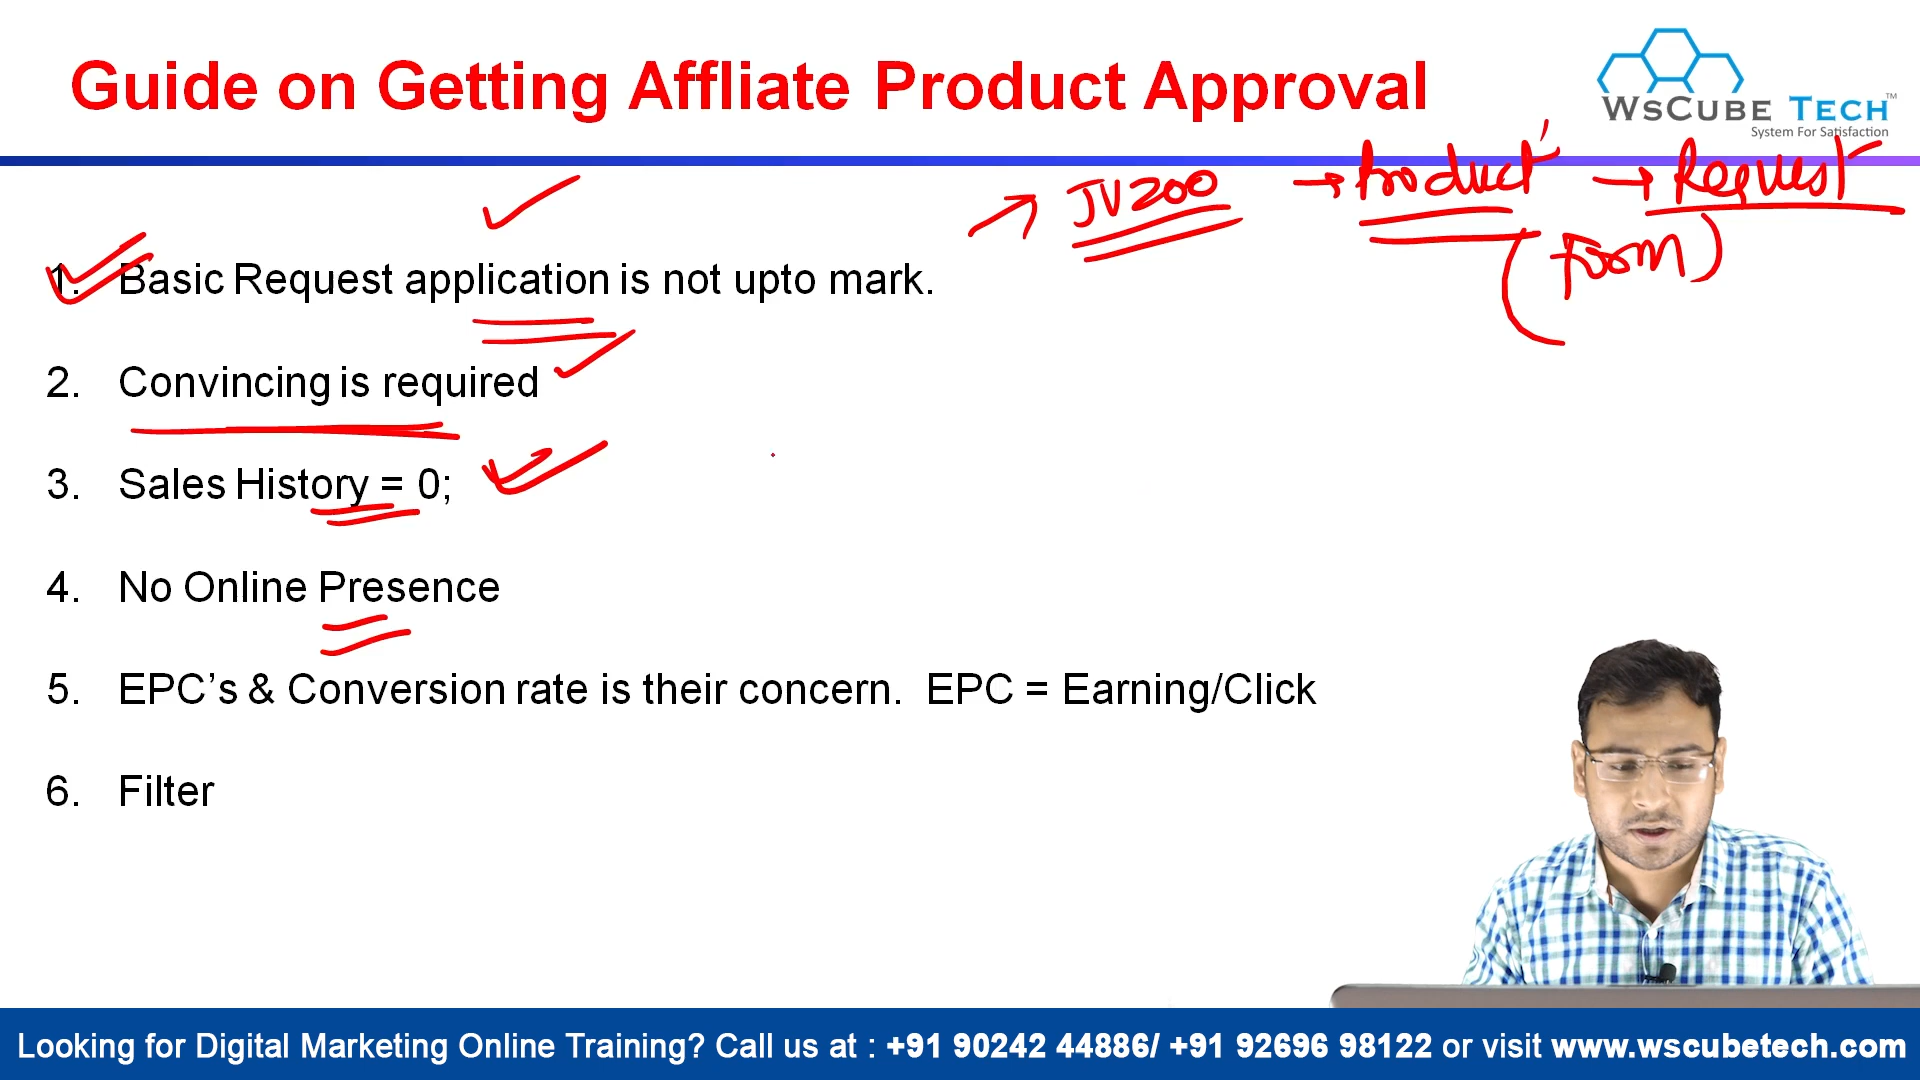 Guide on Getting Affliate Product Approval
WsCube Tech™
System For Satisfaction
→ JV200 → Product → Request
(Form)
1. Basic Request application is not upto mark.
2. Convincing is required
3. Sales History = 0;
4. No Online Presence
5. EPC’s & Conversion rate is their concern. EPC = Earning/Click
6. Filter
Looking for Digital Marketing Online Training? Call us at : +91 90242 44886/ +91 92696 98122 or visit www.wscubetech.com